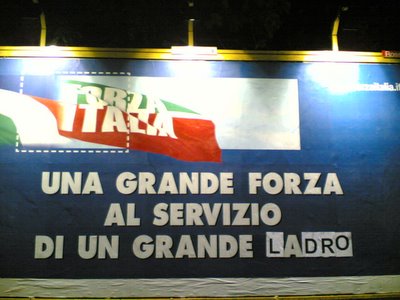 FORZA
ITALIA
UNA GRANDE FORZA
AL SERVIZIO
DI UN GRANDE LADRO